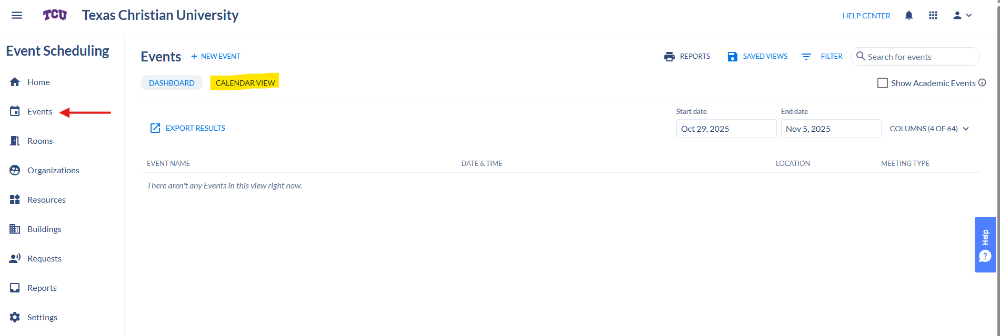 TCU Texas Christian University
HELP CENTER
Event Scheduling
Home
Events
Rooms
Organizations
Resources
Buildings
Requests
Reports
Settings
Events + NEW EVENT
REPORTS SAVED VIEWS FILTER Search for events
DASHBOARD CALENDAR VIEW
Show Academic Events
EXPORT RESULTS
Start date End date
Oct 29, 2025 Nov 5, 2025 COLUMNS (4 OF 64)
EVENT NAME DATE & TIME LOCATION MEETING TYPE
There aren't any Events in this view right now.
Help
?